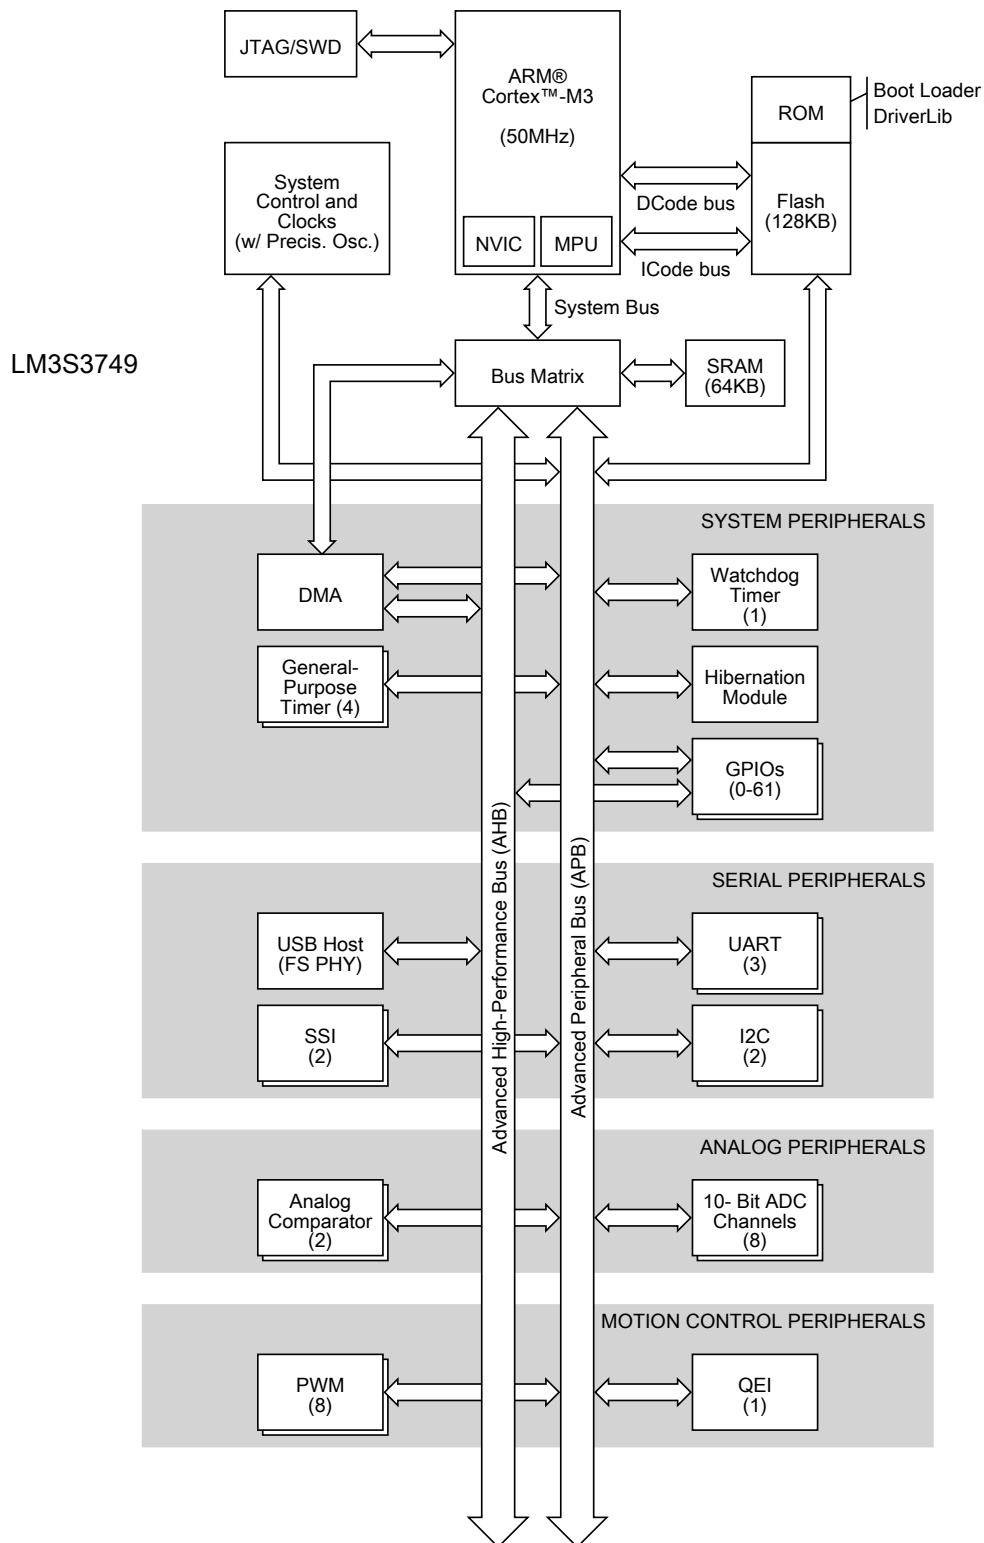 JTAG/SWD
ARM®
Cortex™-M3
(50MHz)
NVIC
MPU
ROM
Boot Loader
DriverLib
Flash
(128KB)
DCode bus
ICode bus
System
Control and
Clocks
(w/ Precis. Osc.)
System Bus
LM3S3749
Bus Matrix
SRAM
(64KB)
SYSTEM PERIPHERALS
DMA
Watchdog
Timer
(1)
General-
Purpose
Timer (4)
Hibernation
Module
GPIOs
(0-61)
Advanced High-Performance Bus (AHB)
Advanced Peripheral Bus (APB)
SERIAL PERIPHERALS
USB Host
(FS PHY)
UART
(3)
SSI
(2)
I2C
(2)
ANALOG PERIPHERALS
Analog
Comparator
(2)
10- Bit ADC
Channels
(8)
MOTION CONTROL PERIPHERALS
PWM
(8)
QEI
(1)